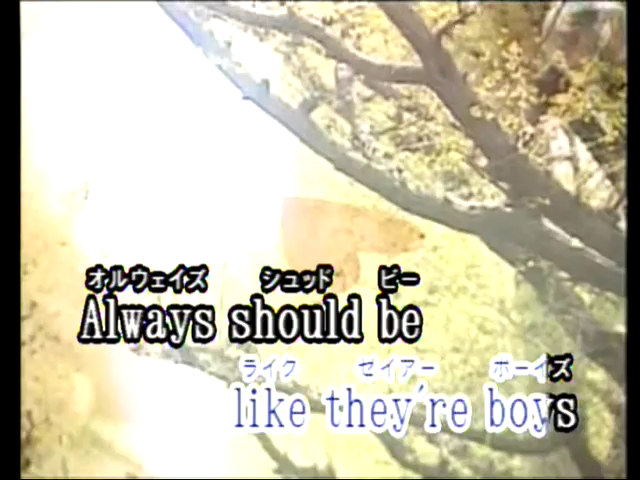 オルウェイズ シュッド ビー
Always should be
ライク ゼイアー ボーイズ
like they're boys